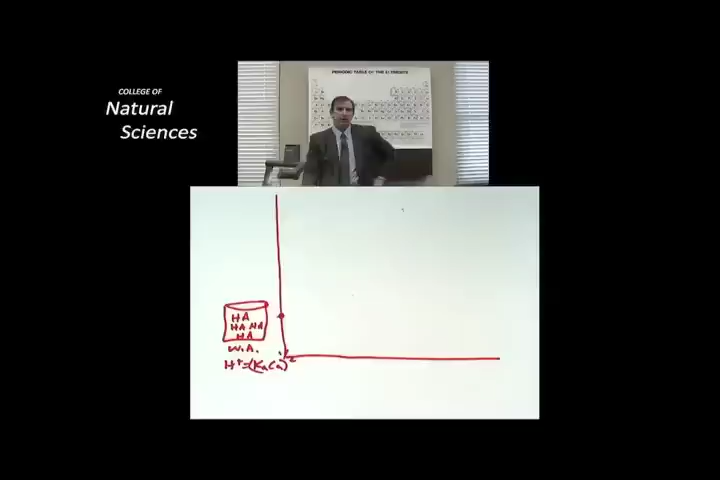 COLLEGE OF
Natural
Sciences
PERIODIC TABLE OF THE ELEMENTS
HA
HA HA
HA
W.A.
H⁺=(KₐCₐ)^½